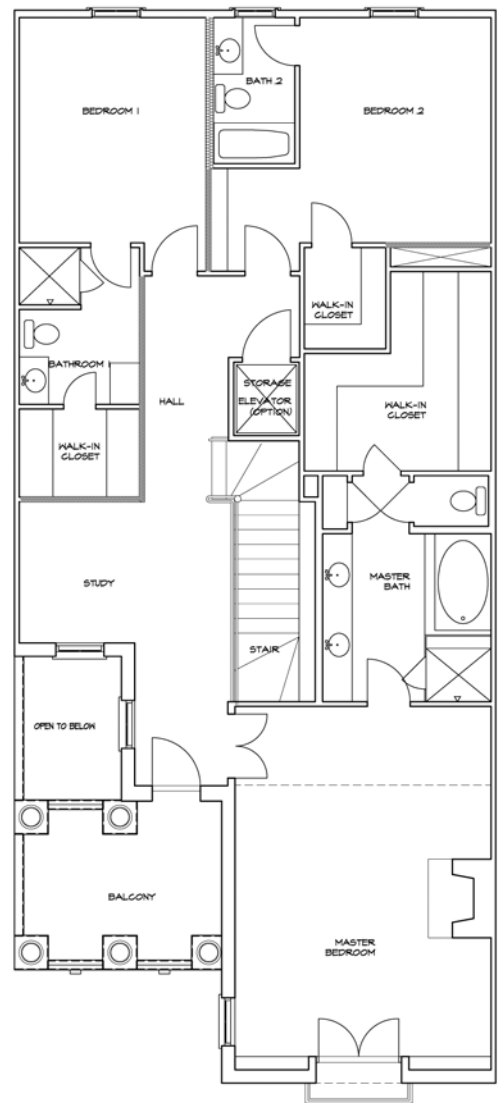 BEDROOM 1
BATH 2
BEDROOM 2
WALK-IN
CLOSET
BATHROOM 1
STORAGE
ELEVATOR
(OPTION)
HALL
WALK-IN
CLOSET
WALK-IN
CLOSET
STUDY
MASTER
BATH
STAIR
OPEN TO BELOW
BALCONY
MASTER
BEDROOM